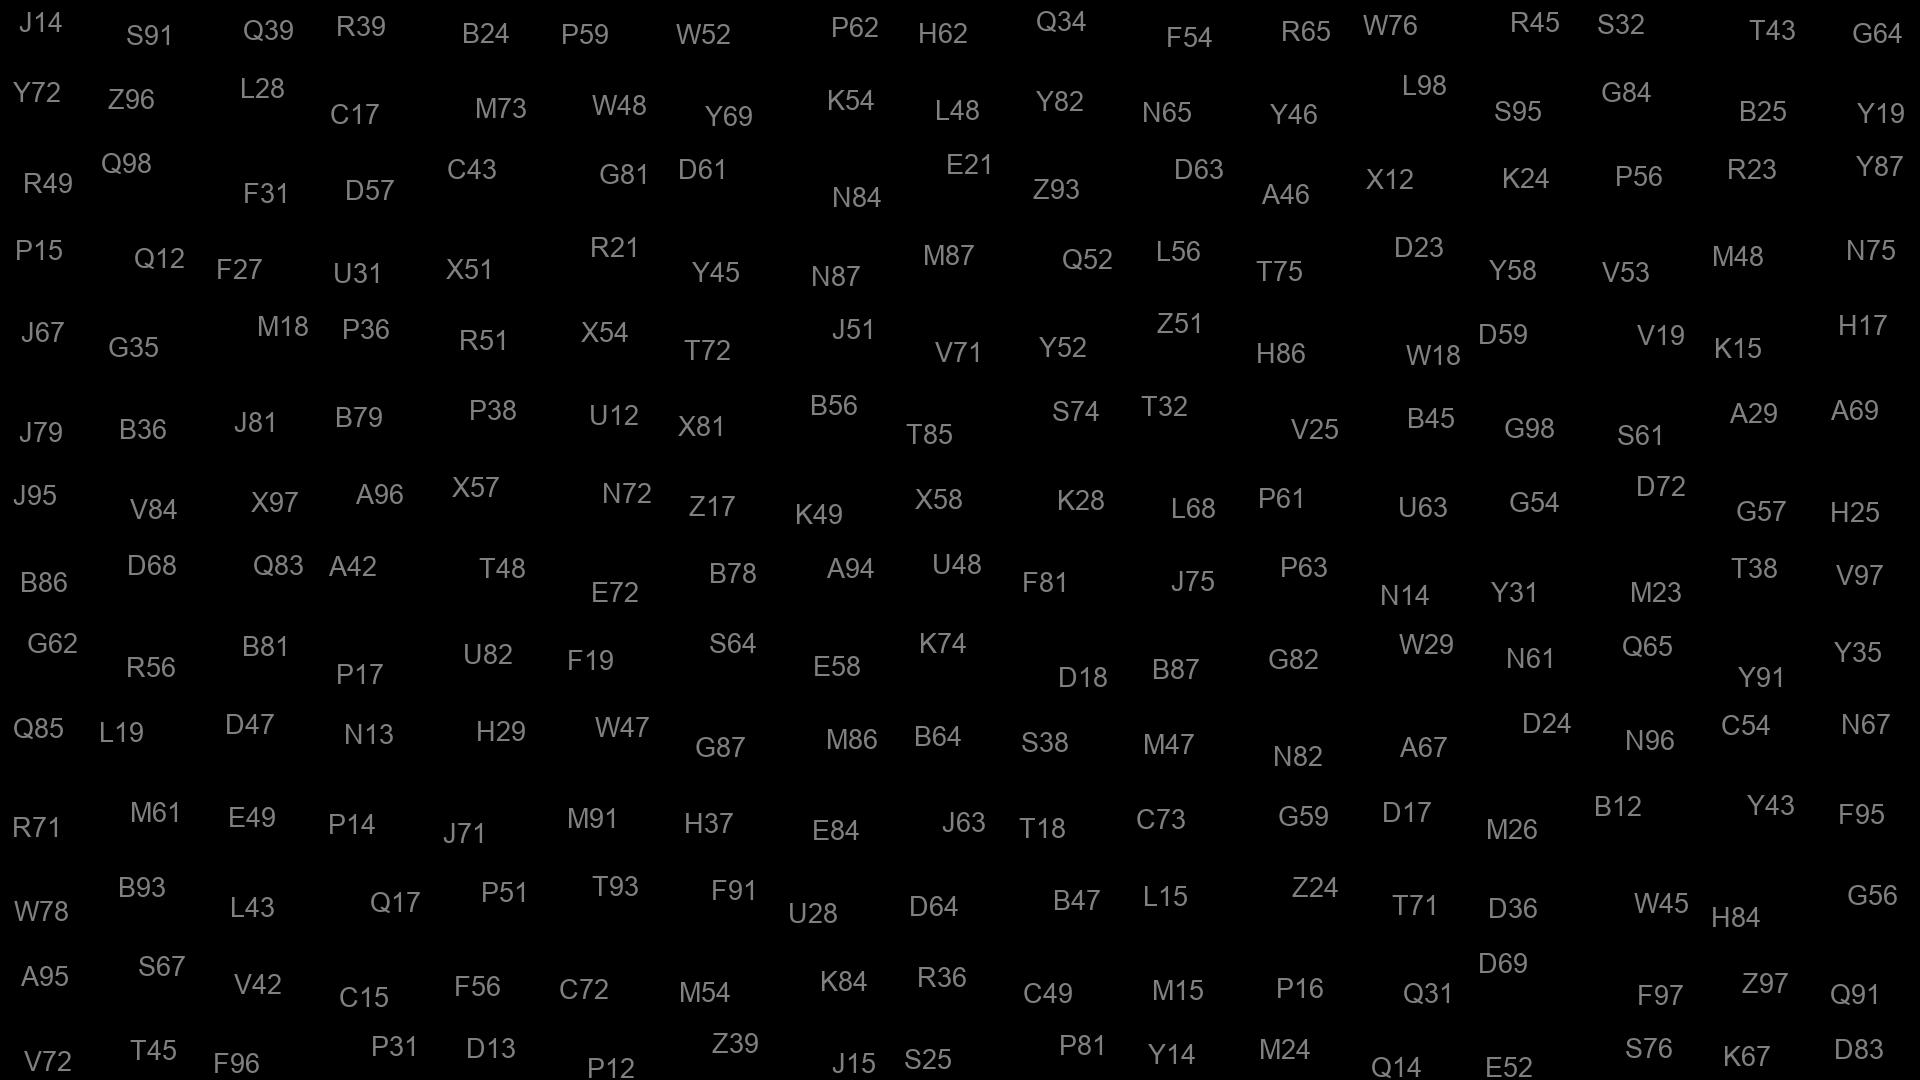 J14 S91 Q39 R39 B24 P59 W52 P62 H62 Q34 F54 R65 W76 R45 S32 T43 G64
Y72 Z96 L28 C17 M73 W48 Y69 K54 L48 Y82 N65 Y46 L98 S95 G84 B25 Y19
R49 Q98 F31 D57 C43 G81 D61 N84 E21 Z93 D63 A46 X12 K24 P56 R23 Y87
P15 Q12 F27 U31 X51 R21 Y45 N87 M87 Q52 L56 T75 D23 Y58 V53 M48 N75
J67 G35 M18 P36 R51 X54 T72 J51 V71 Y52 Z51 H86 W18 D59 V19 K15 H17
J79 B36 J81 B79 P38 U12 X81 B56 T85 S74 T32 V25 B45 G98 S61 A29 A69
J95 V84 X97 A96 X57 N72 Z17 K49 X58 K28 L68 P61 U63 G54 D72 G57 H25
B86 D68 Q83 A42 T48 E72 B78 A94 U48 F81 J75 P63 N14 Y31 M23 T38 V97
G62 R56 B81 P17 U82 F19 S64 E58 K74 D18 B87 G82 W29 N61 Q65 Y91 Y35
Q85 L19 D47 N13 H29 W47 G87 M86 B64 S38 M47 N82 A67 D24 N96 C54 N67
R71 M61 E49 P14 J71 M91 H37 E84 J63 T18 C73 G59 D17 M26 B12 Y43 F95
W78 B93 L43 Q17 P51 T93 F91 U28 D64 B47 L15 Z24 T71 D36 W45 H84 G56
A95 S67 V42 C15 F56 C72 M54 K84 R36 C49 M15 P16 Q31 D69 F97 Z97 Q91
V72 T45 F96 P31 D13 P12 Z39 J15 S25 P81 Y14 M24 Q14 E52 S76 K67 D83